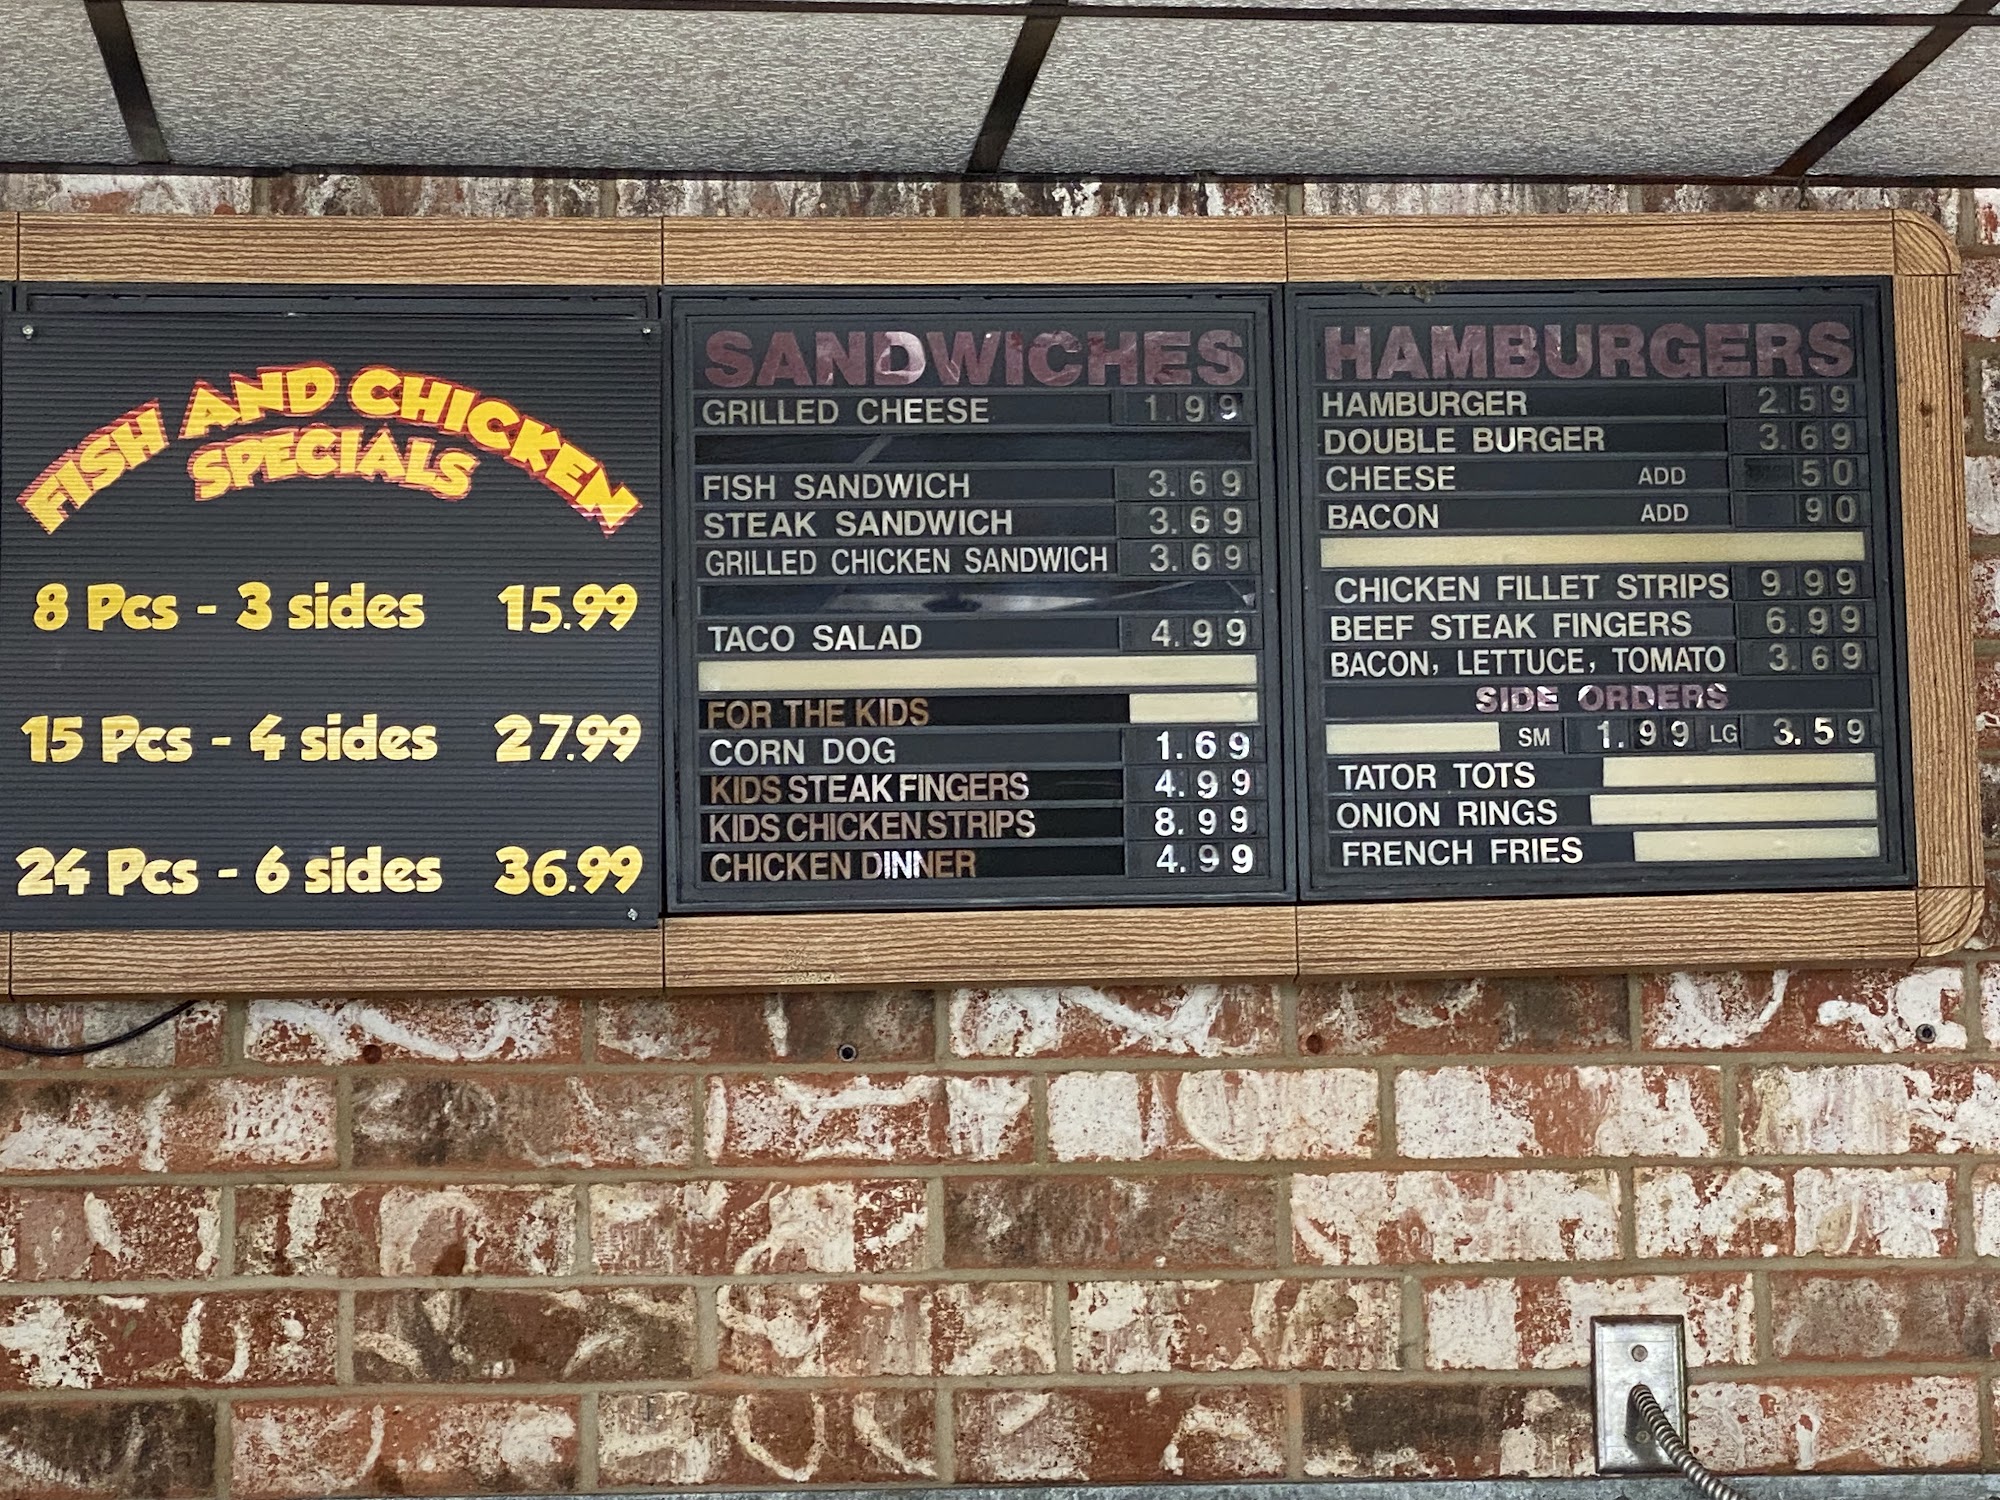 FISH AND CHICKEN
SPECIALS
8 Pcs - 3 sides 15.99
15 Pcs - 4 sides 27.99
24 Pcs - 6 sides 36.99
SANDWICHES
GRILLED CHEESE 1.99
FISH SANDWICH 3.69
STEAK SANDWICH 3.69
GRILLED CHICKEN SANDWICH 3.69
TACO SALAD 4.99
FOR THE KIDS
CORN DOG 1.69
KIDS STEAK FINGERS 4.99
KIDS CHICKEN STRIPS 8.99
CHICKEN DINNER 4.99
HAMBURGERS
HAMBURGER 2.59
DOUBLE BURGER 3.69
CHEESE ADD 50
BACON ADD 90
CHICKEN FILLET STRIPS 9.99
BEEF STEAK FINGERS 6.99
BACON, LETTUCE, TOMATO 3.69
SIDE ORDERS
SM 1.99 LG 3.59
TATOR TOTS
ONION RINGS
FRENCH FRIES